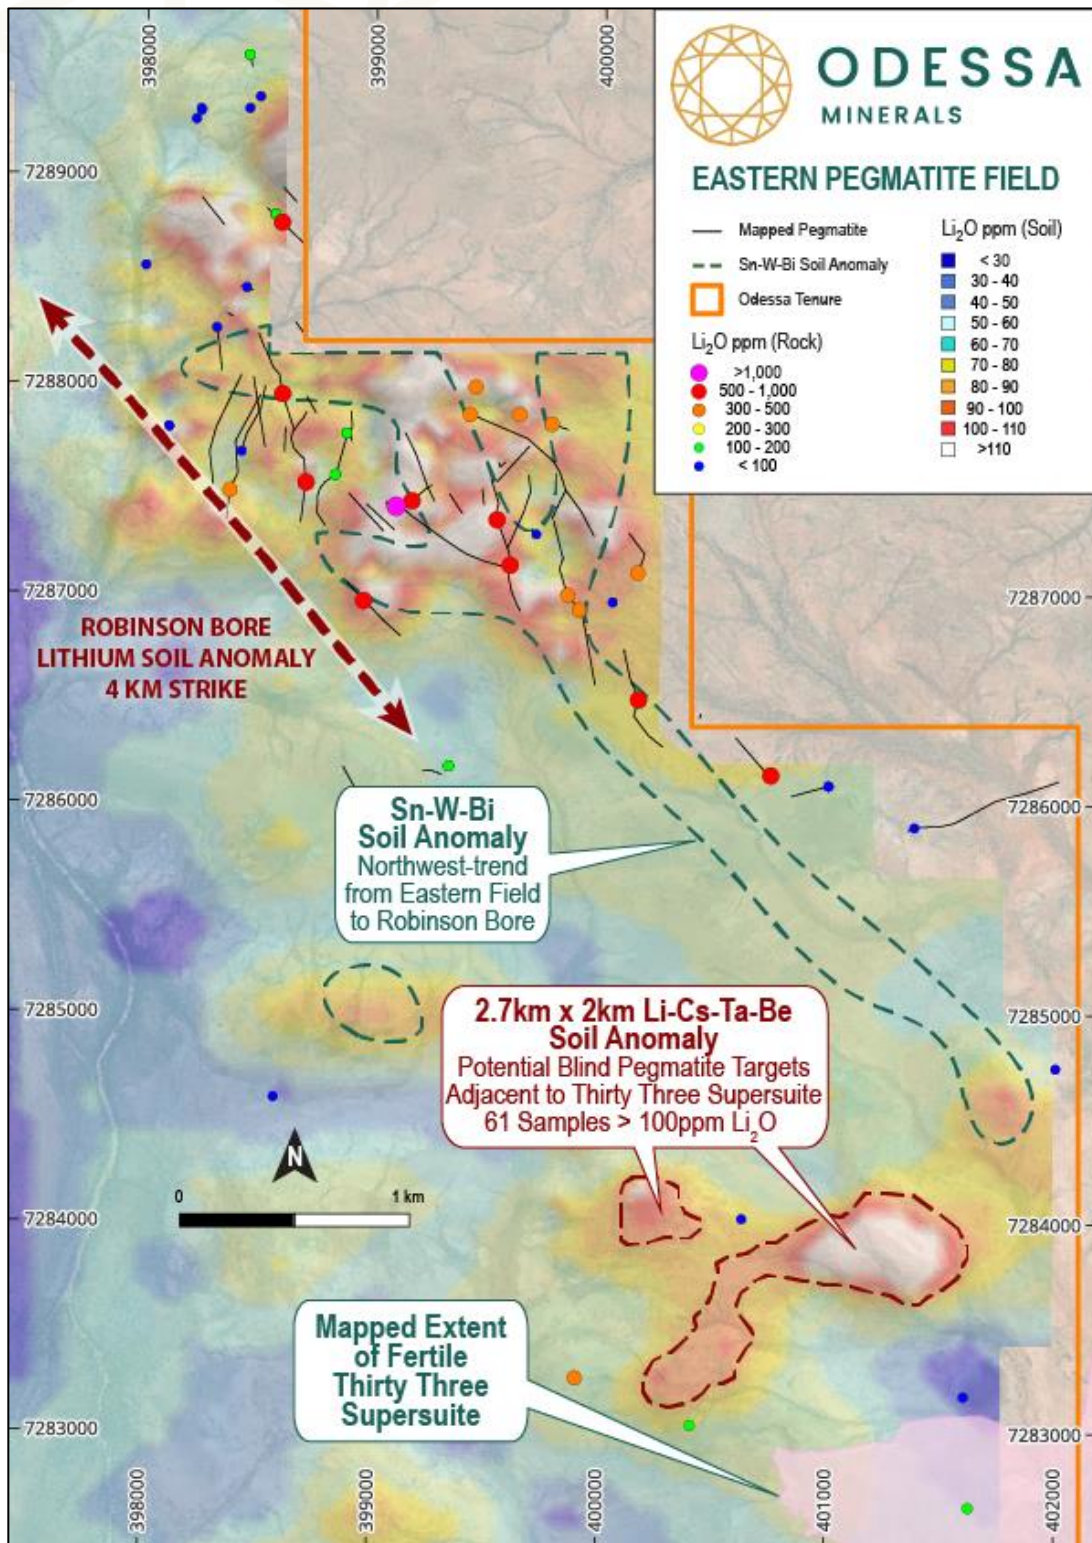 398000
399000
400000
ODESSA
MINERALS
EASTERN PEGMATITE FIELD
Mapped Pegmatite
Sn-W-Bi Soil Anomaly
Odessa Tenure
Li₂O ppm (Rock)
>1,000
500 - 1,000
300 - 500
200 - 300
100 - 200
< 100
Li₂O ppm (Soil)
< 30
30 - 40
40 - 50
50 - 60
60 - 70
70 - 80
80 - 90
90 - 100
100 - 110
>110
7289000
7288000
7287000
7287000
ROBINSON BORE
LITHIUM SOIL ANOMALY
4 KM STRIKE
7286000
7286000
Sn-W-Bi
Soil Anomaly
Northwest-trend
from Eastern Field
to Robinson Bore
7285000
7285000
2.7km x 2km Li-Cs-Ta-Be
Soil Anomaly
Potential Blind Pegmatite Targets
Adjacent to Thirty Three Supersuite
61 Samples > 100ppm Li₂O
N
0
1 km
7284000
7284000
Mapped Extent
of Fertile
Thirty Three
Supersuite
7283000
7283000
398000
399000
400000
401000
402000